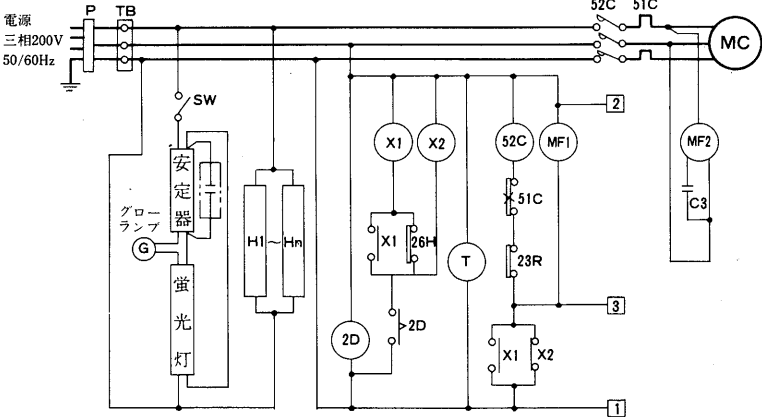 電源
三相200V
50/60Hz
P
TB
52C
51C
MC
SW
安定器
グロー
ランプ
G
蛍光灯
H1~Hn
2D
X1
X2
X1
26H
2D
T
52C
MF1
51C
23R
X1
X2
2
3
1
MF2
C3